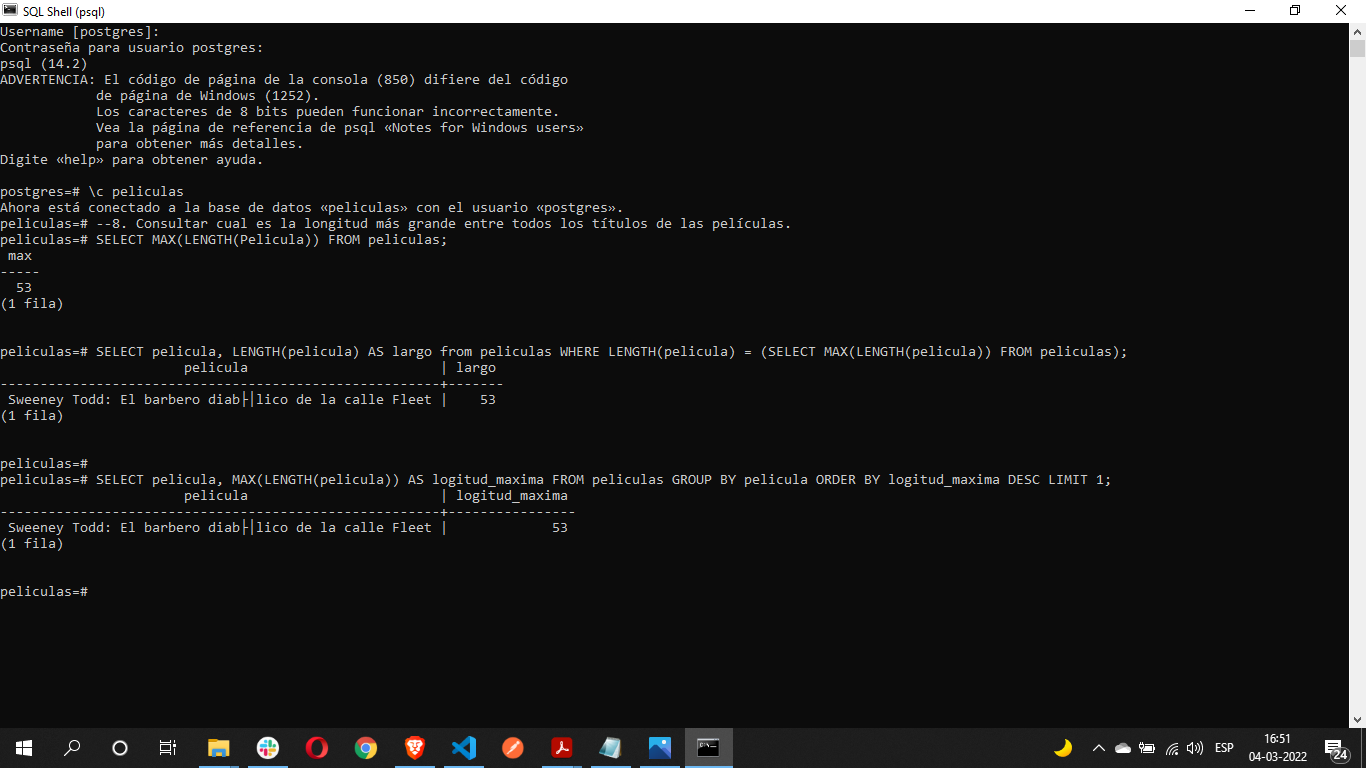 SQL Shell (psql)
Username [postgres]:
Contraseña para usuario postgres:
psql (14.2)
ADVERTENCIA: El código de página de la consola (850) difiere del código
            de página de Windows (1252).
            Los caracteres de 8 bits pueden funcionar incorrectamente.
            Vea la página de referencia de psql «Notes for Windows users»
            para obtener más detalles.
Digite «help» para obtener ayuda.
postgres=# \c peliculas
Ahora está conectado a la base de datos «peliculas» con el usuario «postgres».
peliculas=# --8. Consultar cual es la longitud más grande entre todos los títulos de las películas.
peliculas=# SELECT MAX(LENGTH(Pelicula)) FROM peliculas;
 max
-----
  53
(1 fila)
peliculas=# SELECT pelicula, LENGTH(pelicula) AS largo from peliculas WHERE LENGTH(pelicula) = (SELECT MAX(LENGTH(pelicula)) FROM peliculas);
                       pelicula                        | largo
-------------------------------------------------------+-------
 Sweeney Todd: El barbero diab├│lico de la calle Fleet |    53
(1 fila)
peliculas=#
peliculas=# SELECT pelicula, MAX(LENGTH(pelicula)) AS logitud_maxima FROM peliculas GROUP BY pelicula ORDER BY logitud_maxima DESC LIMIT 1;
                       pelicula                        | logitud_maxima
-------------------------------------------------------+----------------
 Sweeney Todd: El barbero diab├│lico de la calle Fleet |             53
(1 fila)
peliculas=#
ESP
16:51
04-03-2022
24